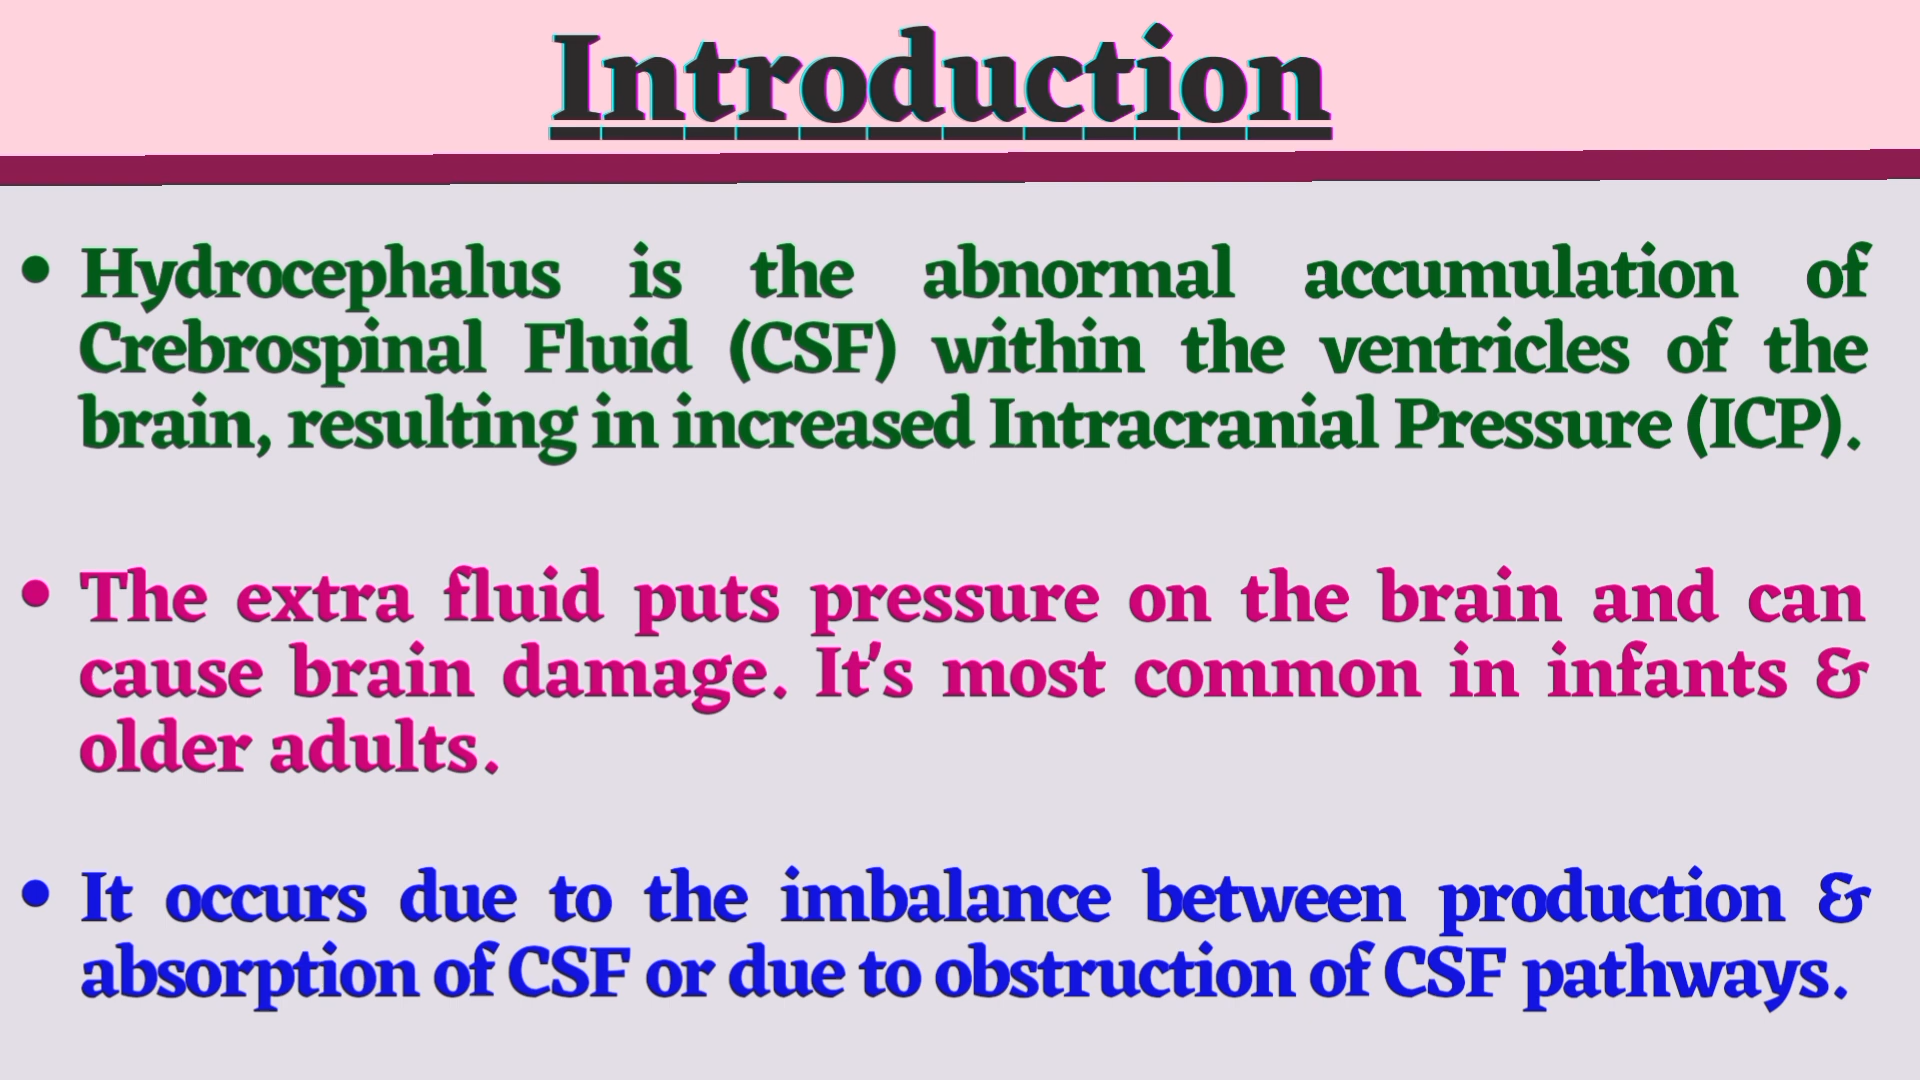 Introduction
• Hydrocephalus is the abnormal accumulation of
Crebrospinal Fluid (CSF) within the ventricles of the
brain, resulting in increased Intracranial Pressure (ICP).
• The extra fluid puts pressure on the brain and can
cause brain damage. It's most common in infants &
older adults.
• It occurs due to the imbalance between production &
absorption of CSF or due to obstruction of CSF pathways.